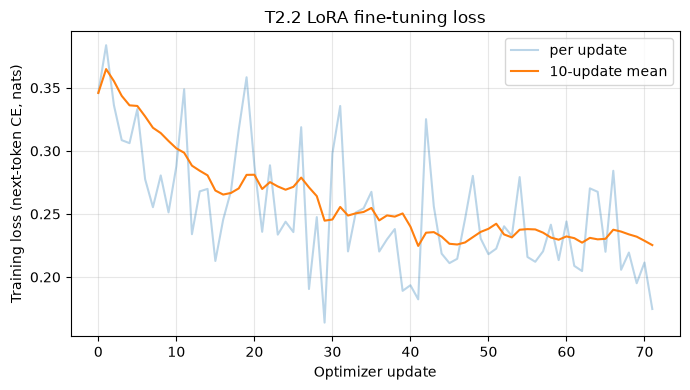 T2.2 LoRA fine-tuning loss
per update
10-update mean
Training loss (next-token CE, nats)
0.35
0.30
0.25
0.20
0 10 20 30 40 50 60 70
Optimizer update